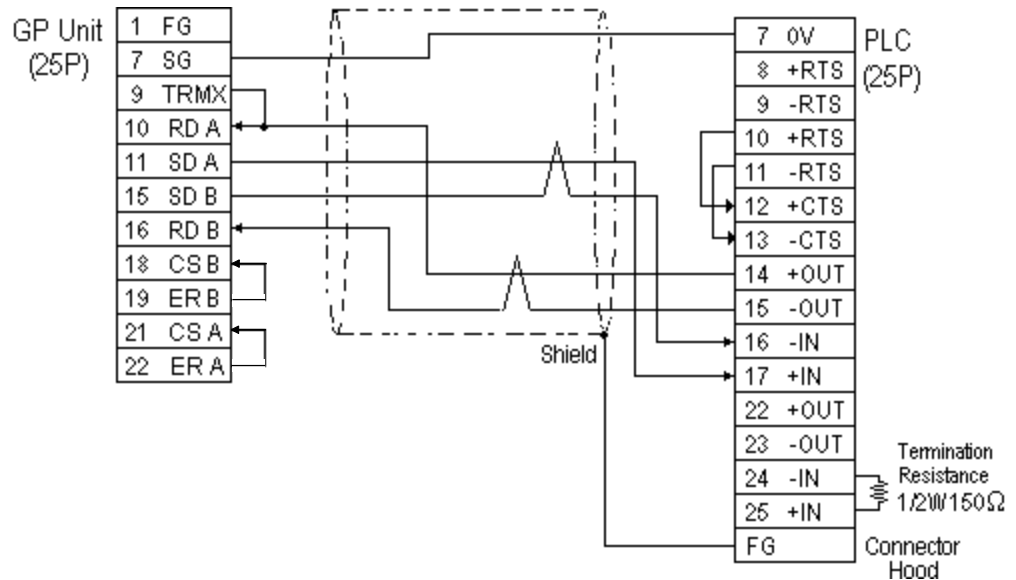 GP Unit
(25P)
1 FG
7 SG
9 TRMX
10 RD A
11 SD A
15 SD B
16 RD B
18 CS B
19 ER B
21 CS A
22 ER A
Shield
PLC
(25P)
7 0V
8 +RTS
9 -RTS
10 +RTS
11 -RTS
12 +CTS
13 -CTS
14 +OUT
15 -OUT
16 -IN
17 +IN
22 +OUT
23 -OUT
24 -IN
25 +IN
FG
Termination
Resistance
1/2W150Ω
Connector
Hood